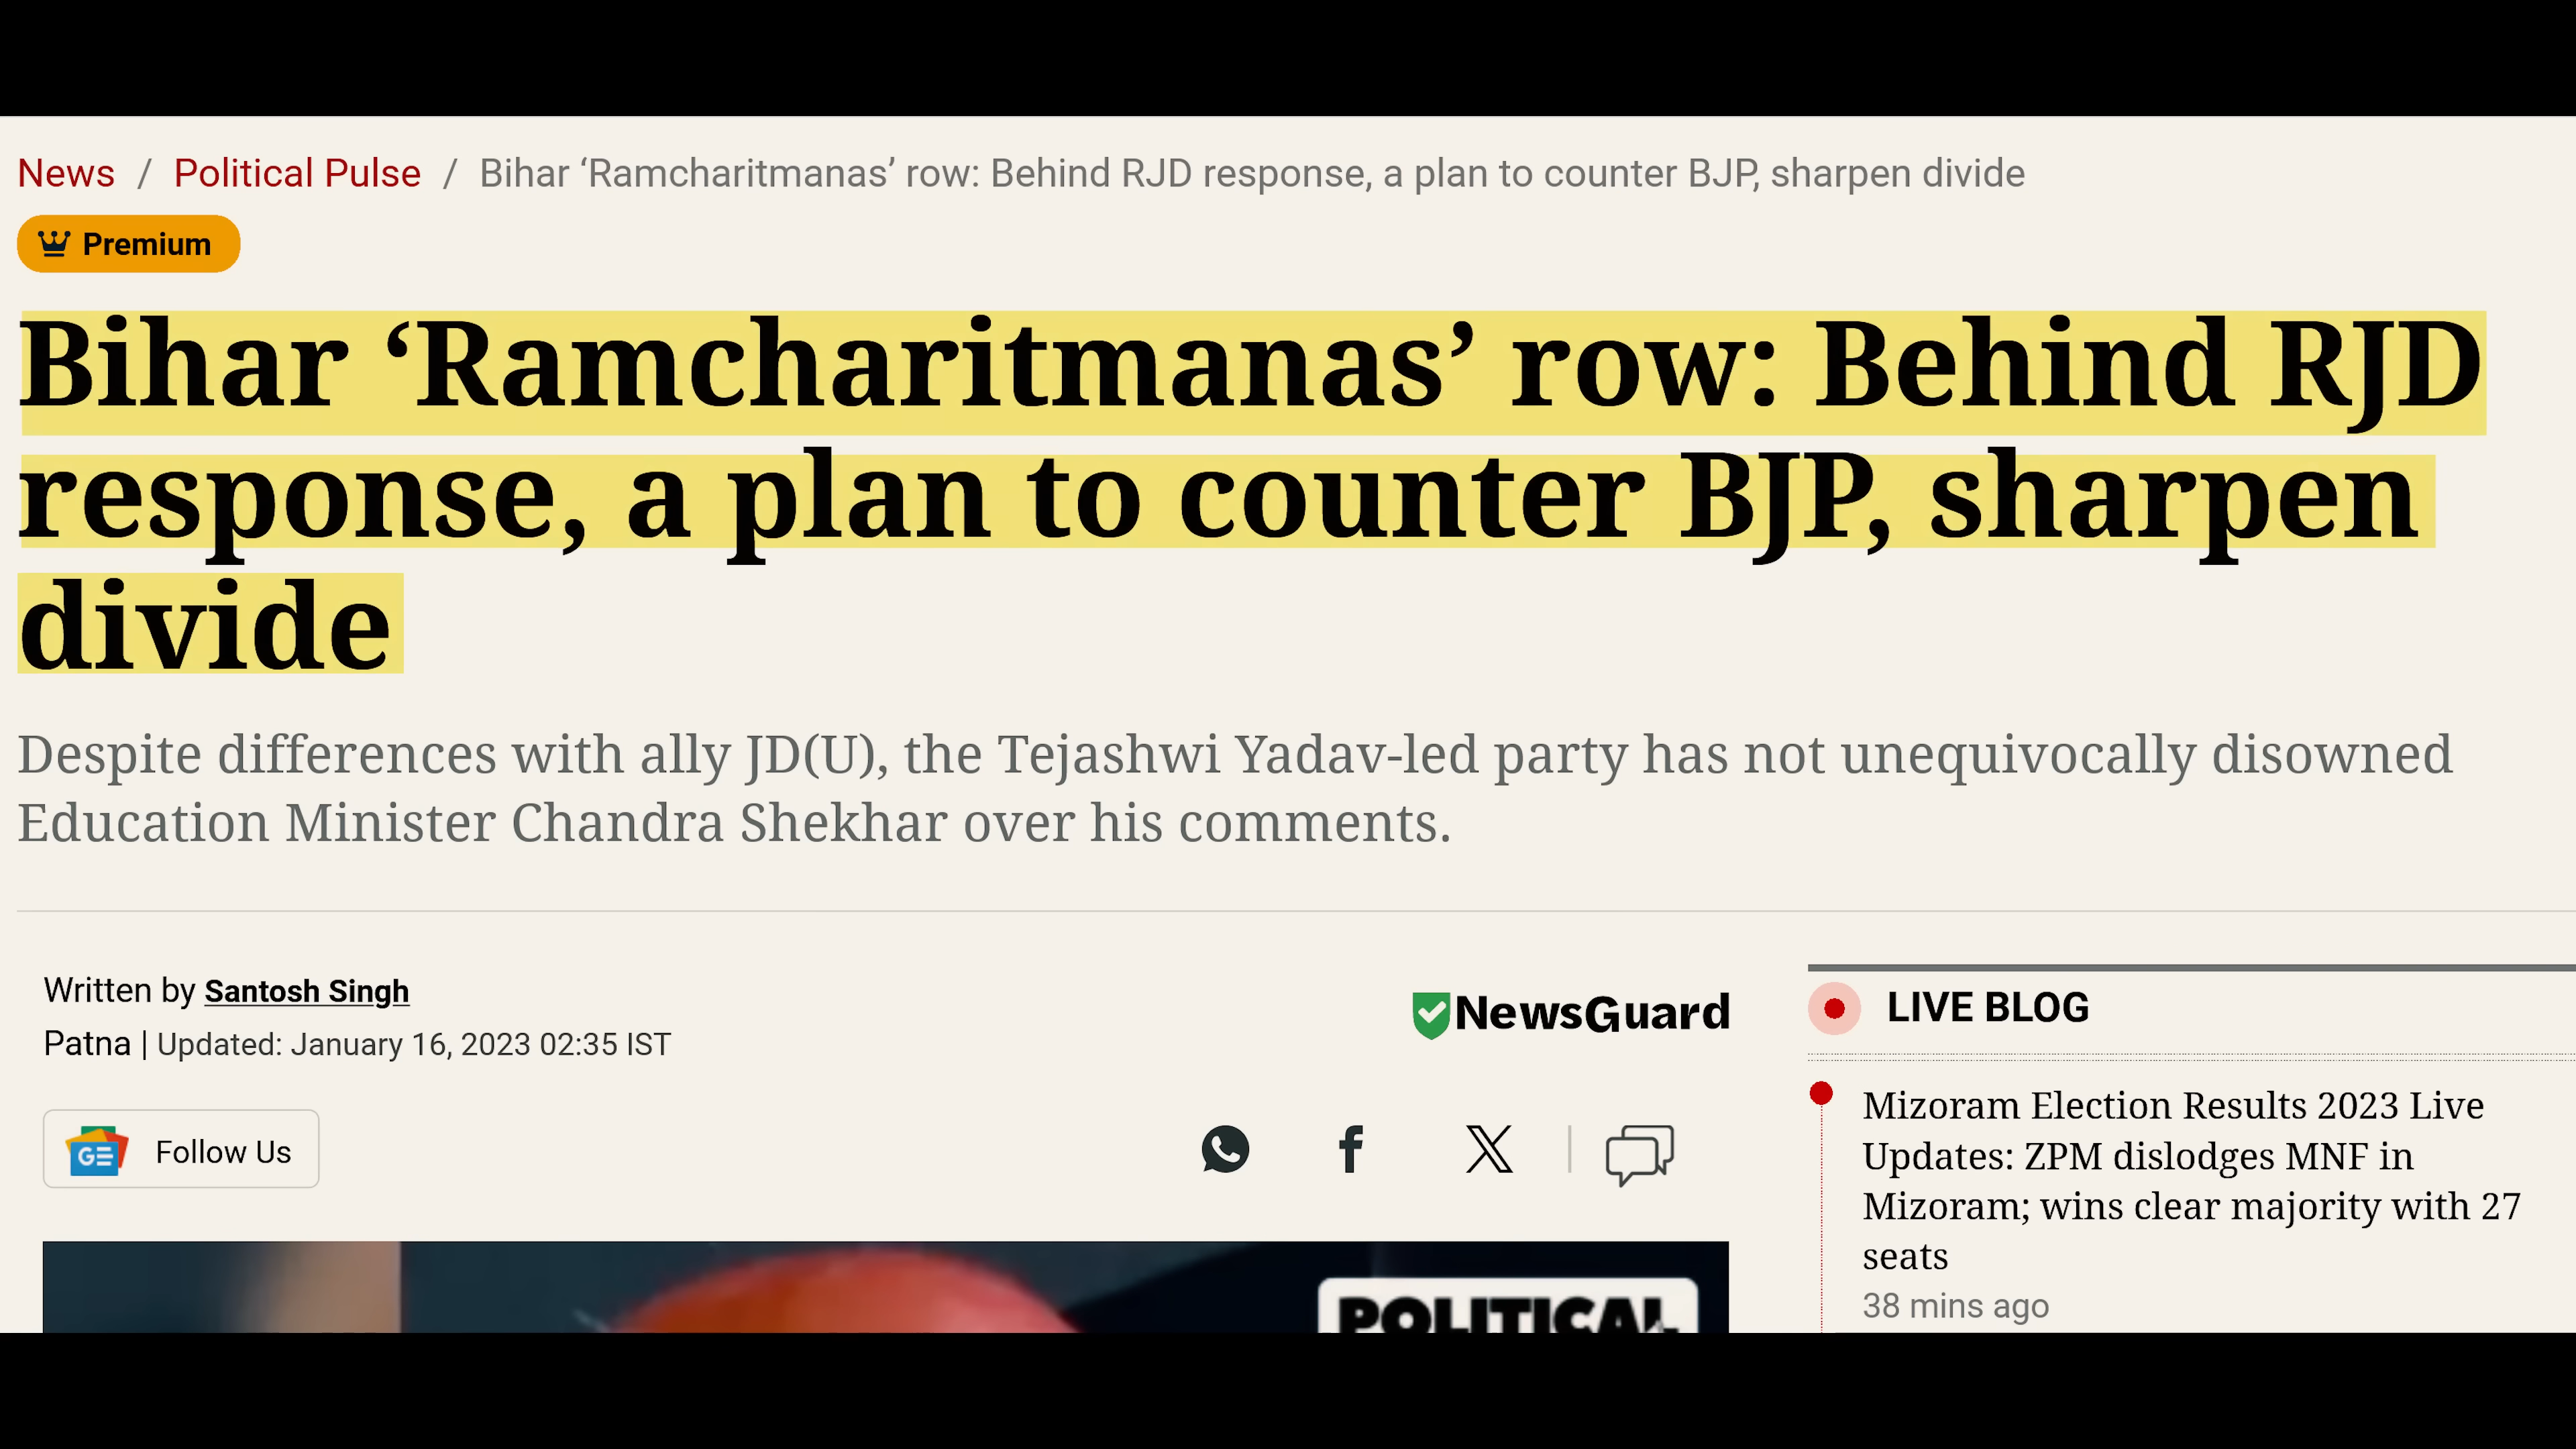 News / Political Pulse / Bihar ‘Ramcharitmanas’ row: Behind RJD response, a plan to counter BJP, sharpen divide
Premium
Bihar ‘Ramcharitmanas’ row: Behind RJD
response, a plan to counter BJP, sharpen
divide
Despite differences with ally JD(U), the Tejashwi Yadav-led party has not unequivocally disowned
Education Minister Chandra Shekhar over his comments.
Written by Santosh Singh
Patna | Updated: January 16, 2023 02:35 IST
NewsGuard
GE Follow Us
LIVE BLOG
Mizoram Election Results 2023 Live
Updates: ZPM dislodges MNF in
Mizoram; wins clear majority with 27
seats
38 mins ago
POLITICAL